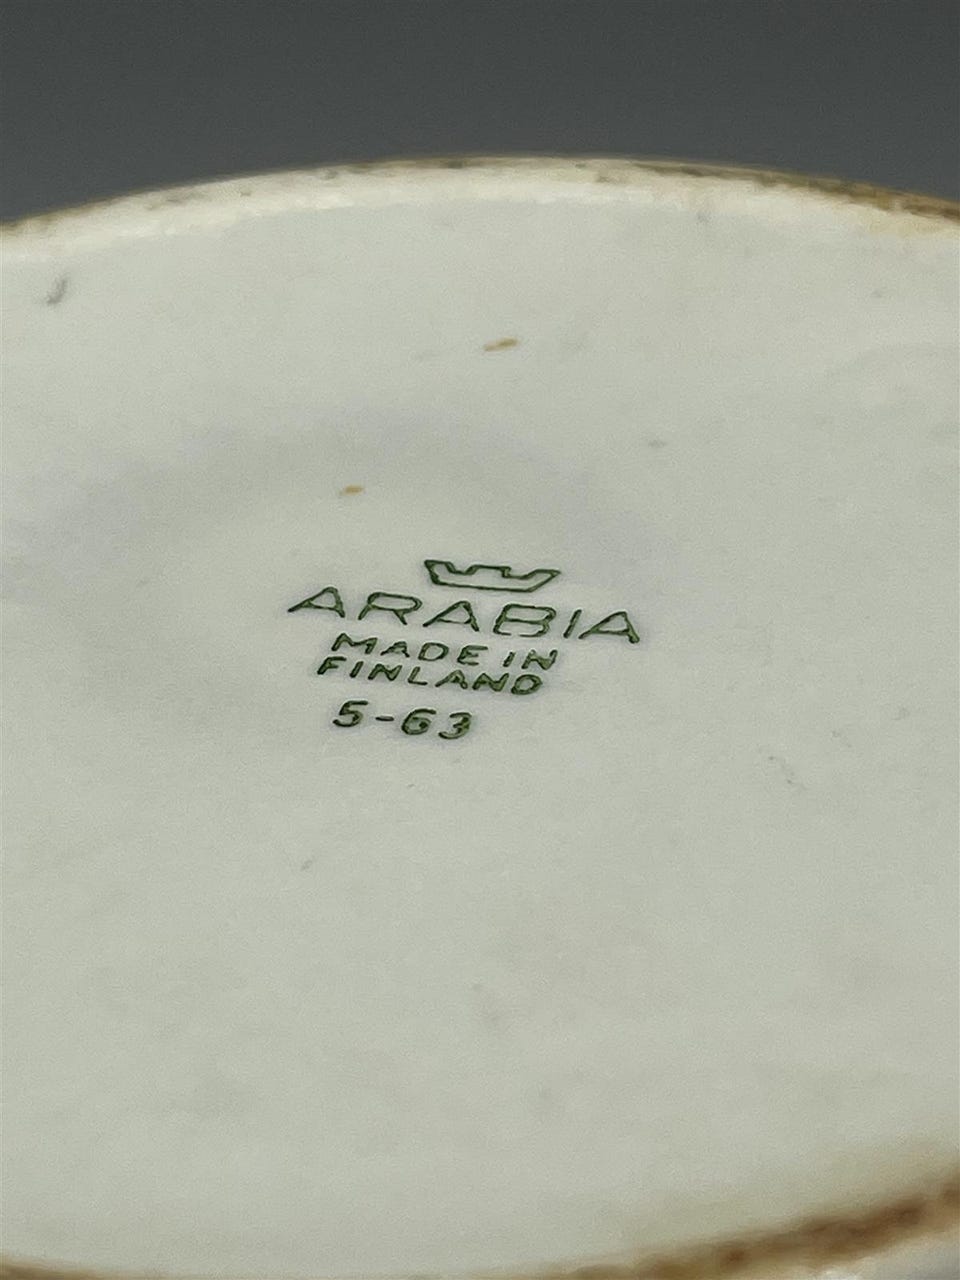 ARABIA
MADE IN
FINLAND
5-63